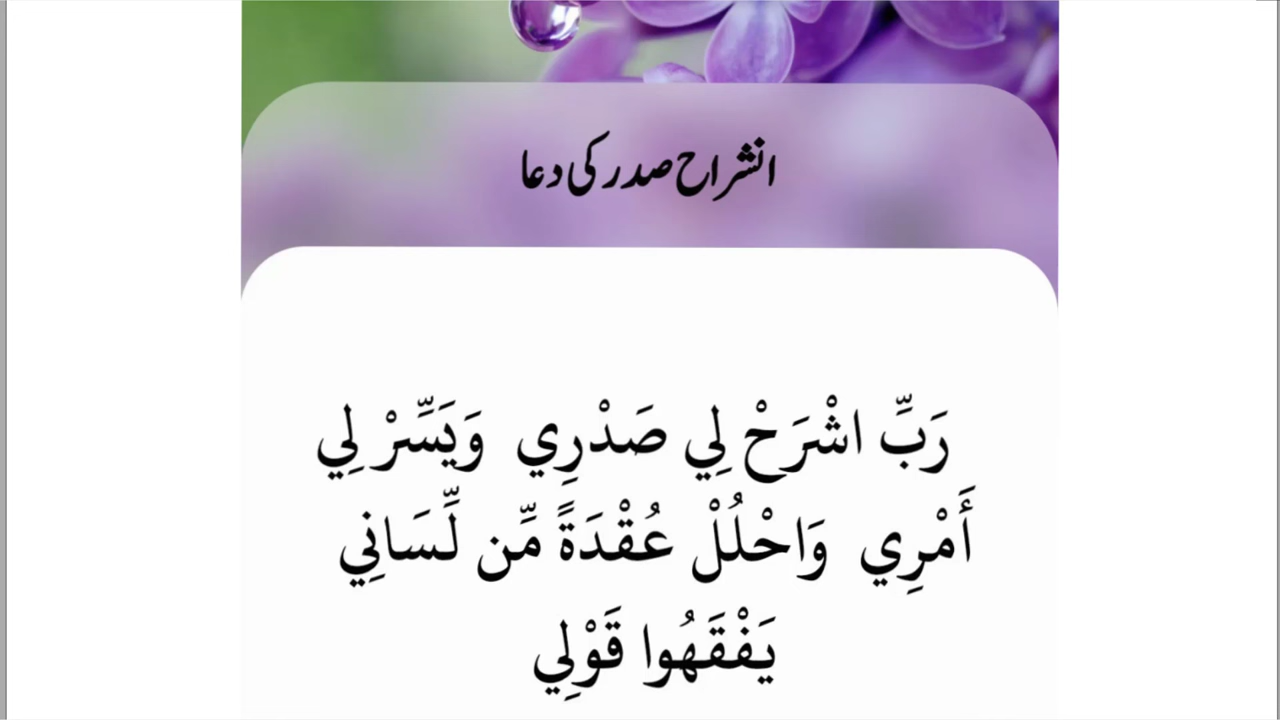 انشراح صدر کی دعا
رَبِّ اشْرَحْ لِي صَدْرِي وَيَسِّرْ لِي
أَمْرِي وَاحْلُلْ عُقْدَةً مِّن لِّسَانِي
يَفْقَهُوا قَوْلِي